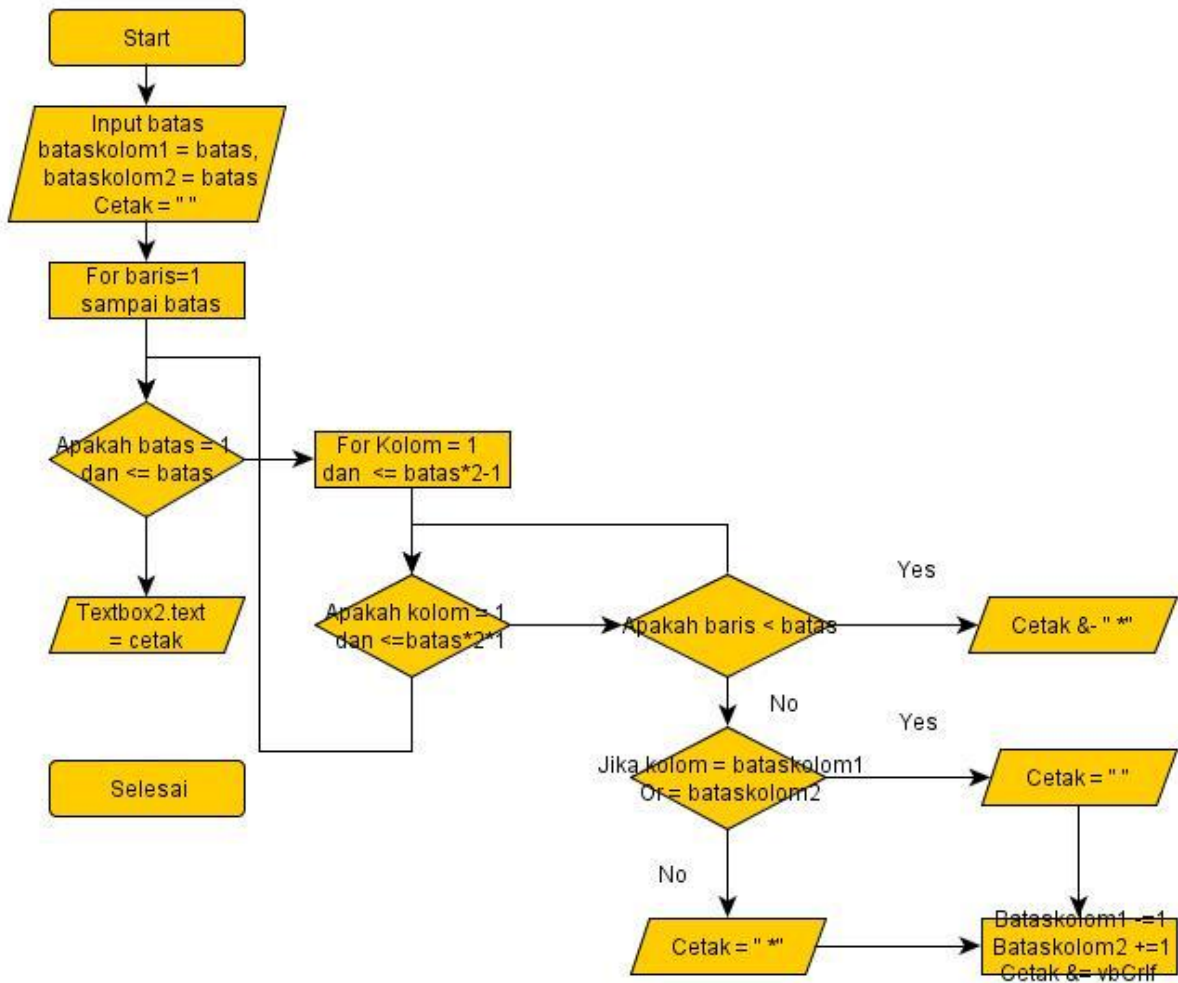 Start
Input batas
bataskolom1 = batas,
bataskolom2 = batas
Cetak = " "
For baris=1
sampai batas
Apakah batas = 1
dan <= batas
For Kolom = 1
dan <= batas*2-1
Textbox2.text
= cetak
Apakah kolom = 1
dan <=batas*2*1
Apakah baris < batas
Yes
Cetak &- " *"
No
Yes
Jika kolom = bataskolom1
Or = bataskolom2
Cetak = " "
Selesai
No
Cetak = " *"
Bataskolom1 -=1
Bataskolom2 +=1
Cetak &= vbCrlf